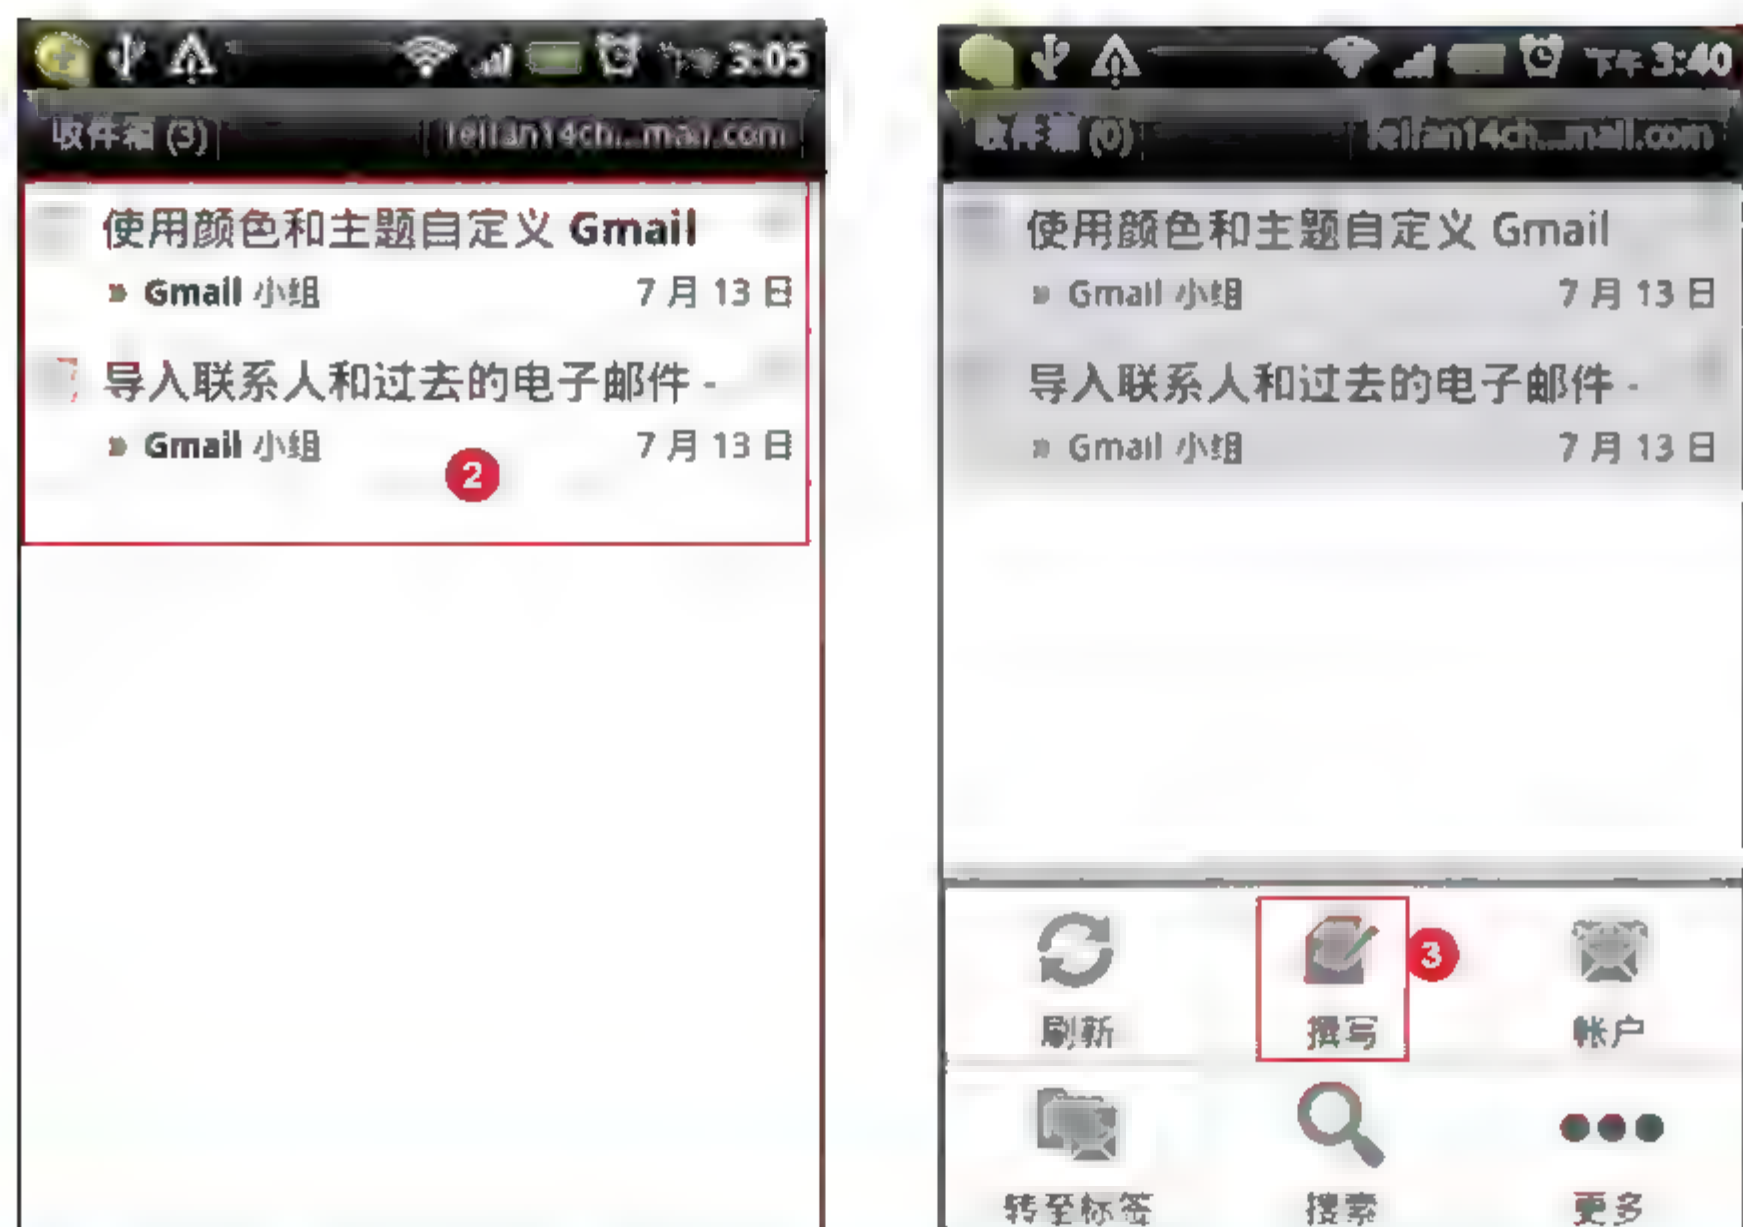 下午 3:05
收件箱 (3)
使用颜色和主题自定义 Gmail
» Gmail 小组 7 月 13 日
导入联系人和过去的电子邮件 -
» Gmail 小组 7 月 13 日
2
下午 3:40
收件箱 (0)
使用颜色和主题自定义 Gmail
» Gmail 小组 7 月 13 日
导入联系人和过去的电子邮件 -
» Gmail 小组 7 月 13 日
3
刷新 撰写 帐户
转至标签 搜索 更多